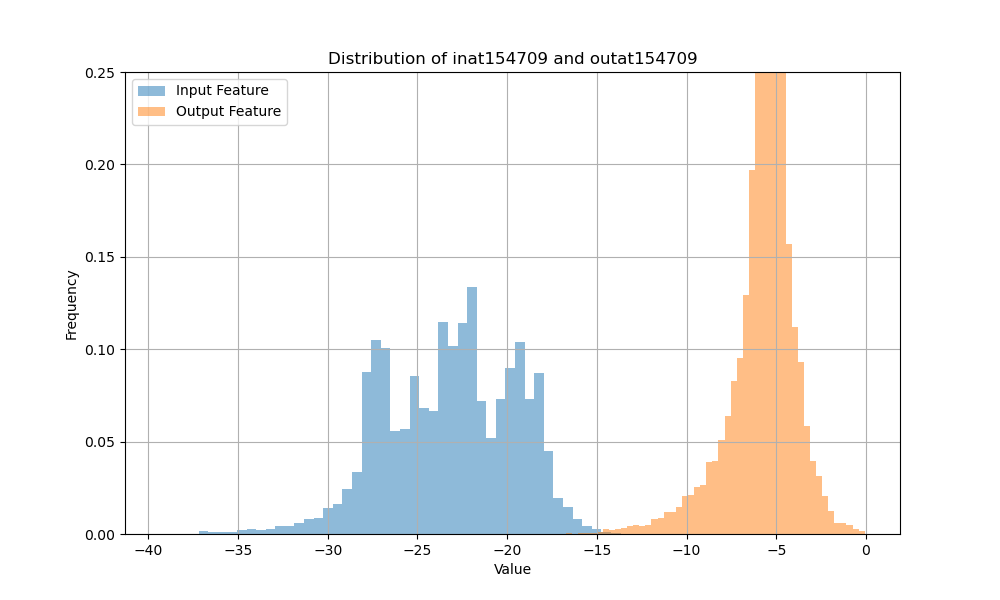 Distribution of inat154709 and outat154709
Input Feature
Output Feature
Frequency
0.25
0.20
0.15
0.10
0.05
0.00
−40 −35 −30 −25 −20 −15 −10 −5 0
Value